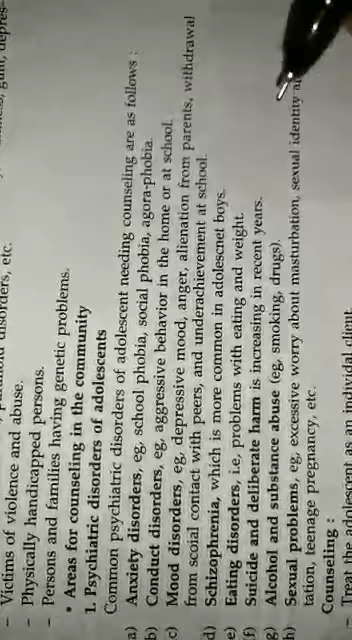 disorders, etc.
– Victims of violence and abuse.
– Physically handicapped persons.
– Persons and families having genetic problems.
• Areas for counseling in the community
1. Psychiatric disorders of adolescents
Common psychiatric disorders of adolescent needing counseling are as follows :
a) Anxiety disorders, eg, school phobia, social phobia, agora-phobia.
b) Conduct disorders, eg, aggressive behavior in the home or at school.
c) Mood disorders, eg, depressive mood, anger, alienation from parents, withdrawal
from scoial contact with peers, and underachievement at school.
d) Schizophrenia, which is more common in adolescnet boys.
e) Eating disorders, i.e, problems with eating and weight.
(f) Suicide and deliberate harm is increasing in recent years.
g) Alcohol and substance abuse (eg, smoking, drugs).
h) Sexual problems, eg, excessive worry about masturbation, sexual identity
tation, teenage pregnancy, etc.
Counseling :
– Treat the adolescent as an individual client.